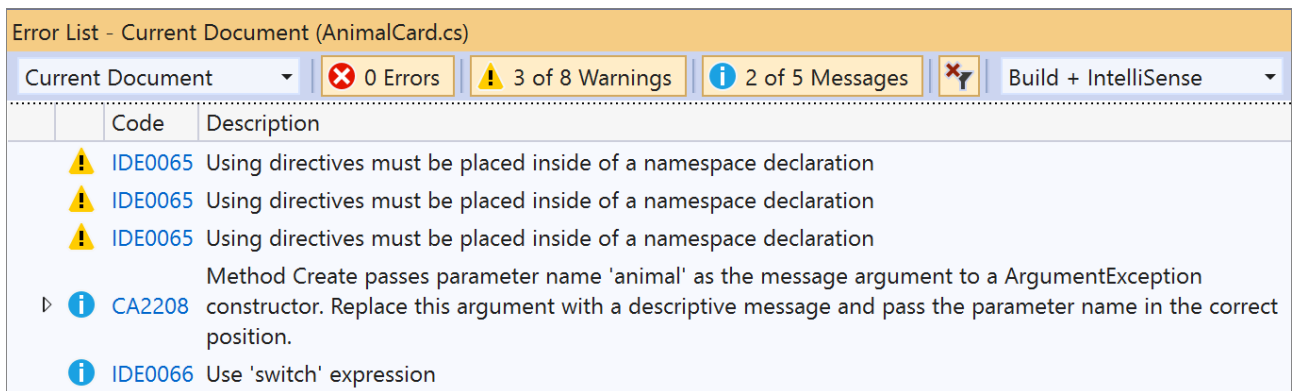 Error List - Current Document (AnimalCard.cs)
Current Document 0 Errors 3 of 8 Warnings 2 of 5 Messages Build + IntelliSense
Code Description
IDE0065 Using directives must be placed inside of a namespace declaration
IDE0065 Using directives must be placed inside of a namespace declaration
IDE0065 Using directives must be placed inside of a namespace declaration
Method Create passes parameter name 'animal' as the message argument to a ArgumentException
CA2208 constructor. Replace this argument with a descriptive message and pass the parameter name in the correct
position.
IDE0066 Use 'switch' expression